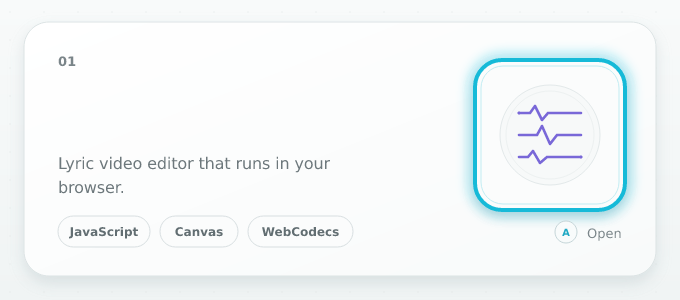 01
Lyric video editor that runs in your
browser.
JavaScript Canvas WebCodecs
A Open